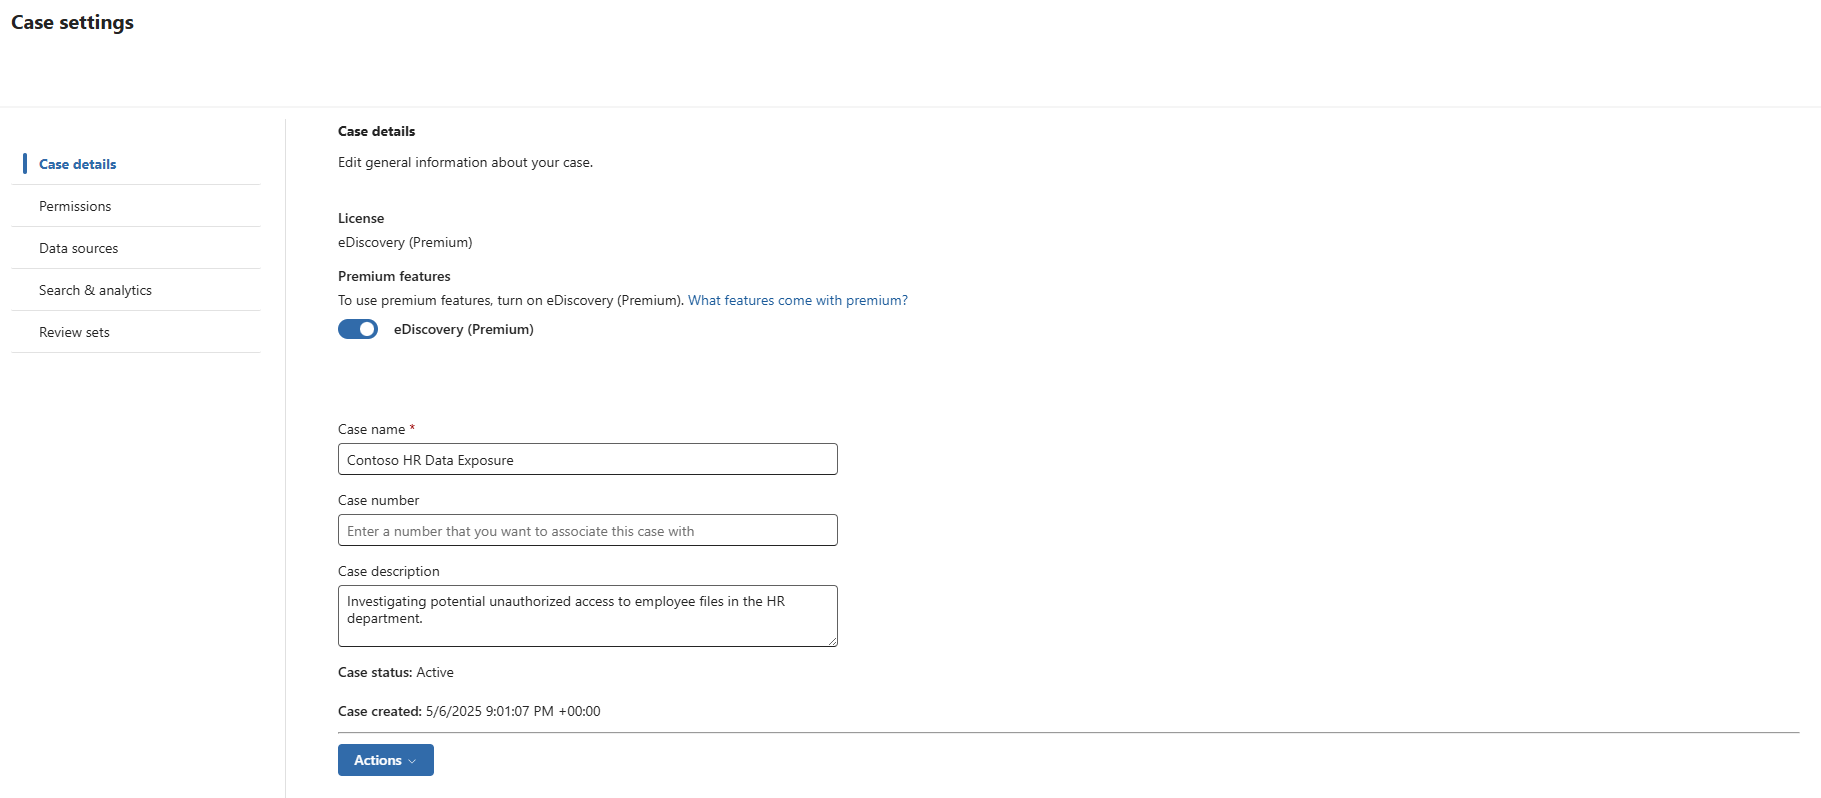 Case settings
Case details
Permissions
Data sources
Search & analytics
Review sets
Case details
Edit general information about your case.
License
eDiscovery (Premium)
Premium features
To use premium features, turn on eDiscovery (Premium). What features come with premium?
eDiscovery (Premium)
Case name *
Contoso HR Data Exposure
Case number
Enter a number that you want to associate this case with
Case description
Investigating potential unauthorized access to employee files in the HR
department.
Case status: Active
Case created: 5/6/2025 9:01:07 PM +00:00
Actions